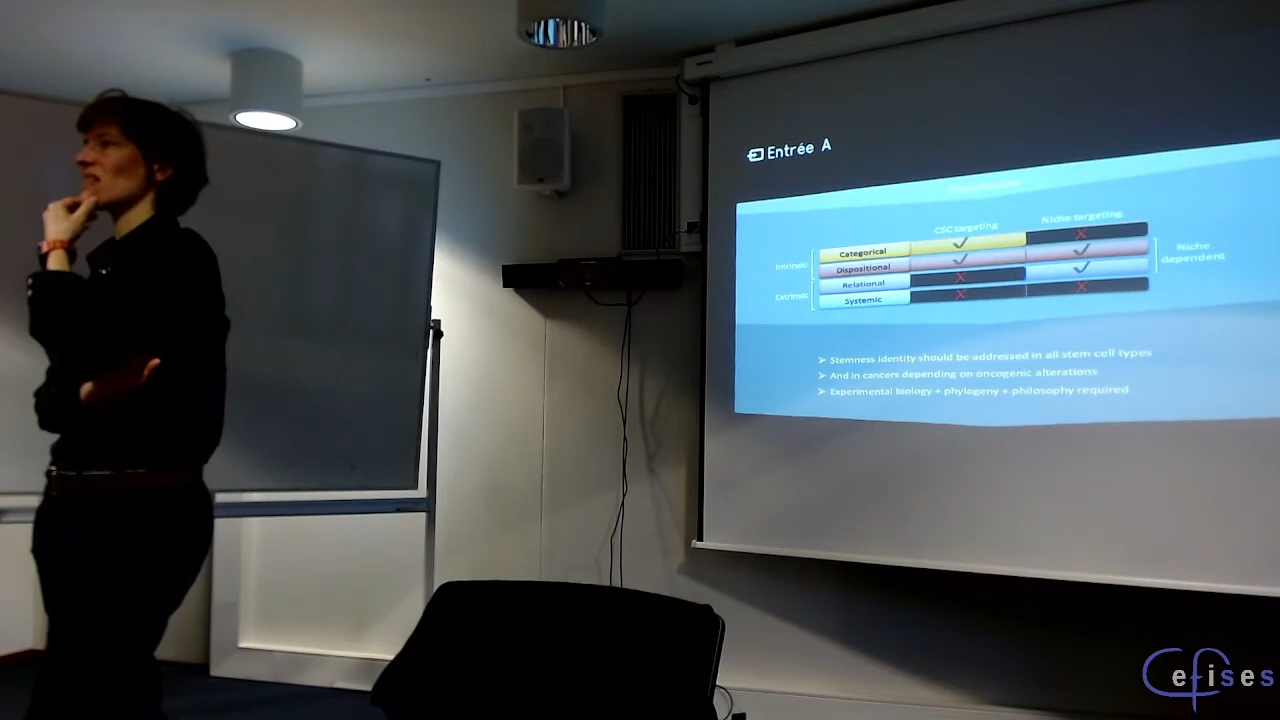 Entrée A
CSC targeting Niche targeting
Intrinsic
Categorical ✓ X
Dispositional ✓ ✓
Niche dependent
Extrinsic
Relational X ✓
Systemic X X
➢ Stemness identity should be addressed in all stem cell types
➢ And in cancers depending on oncogenic alterations
➢ Experimental biology + phylogeny + philosophy required
Cefises